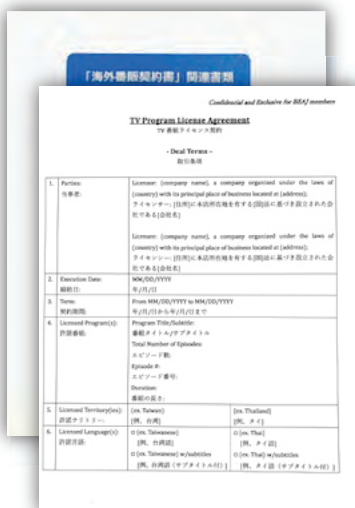 「海外番販契約書」関連書類
Confidential and Exclusive for BEAJ members
TV Program License Agreement
TV 番組ライセンス契約
- Deal Terms -
取引条項
1. Parties:
当事者:
Licensor: (company name), a company organized under the laws of
(country) with its principal place of business located at (address);
ライセンサー: [住所]に本店所在地を有する[国]法に基づき設立された会
社である[会社名]
Licensee: (company name), a company organized under the laws of
(country) with its principal place of business located at (address);
ライセンシー: [住所]に本店所在地を有する[国]法に基づき設立された会
社である[会社名]
2. Execution Date: MM/DD/YYYY
締結日: 年/月/日
3. Term: From MM/DD/YYYY to MM/DD/YYYY
契約期間: 年/月/日から年/月/日まで
4. Licensed Program(s): Program Title/Subtitle:
許諾番組: 番組タイトル/サブタイトル
Total Number of Episodes:
エピソード数:
Episode #:
エピソード番号:
Duration:
番組の長さ:
5. Licensed Territory(ies): (ex. Taiwan) (ex. Thailand)
許諾テリトリー: [例、台湾] [例、タイ]
6. Licensed Language(s): □ (ex. Taiwanese) □ (ex. Thai)
許諾言語: [例、台湾語] [例、タイ語]
□ (ex. Taiwanese) w/subtitles □ (ex. Thai) w/subtitles
[例、台湾語（サブタイトル付）] [例、タイ語（サブタイトル付）]